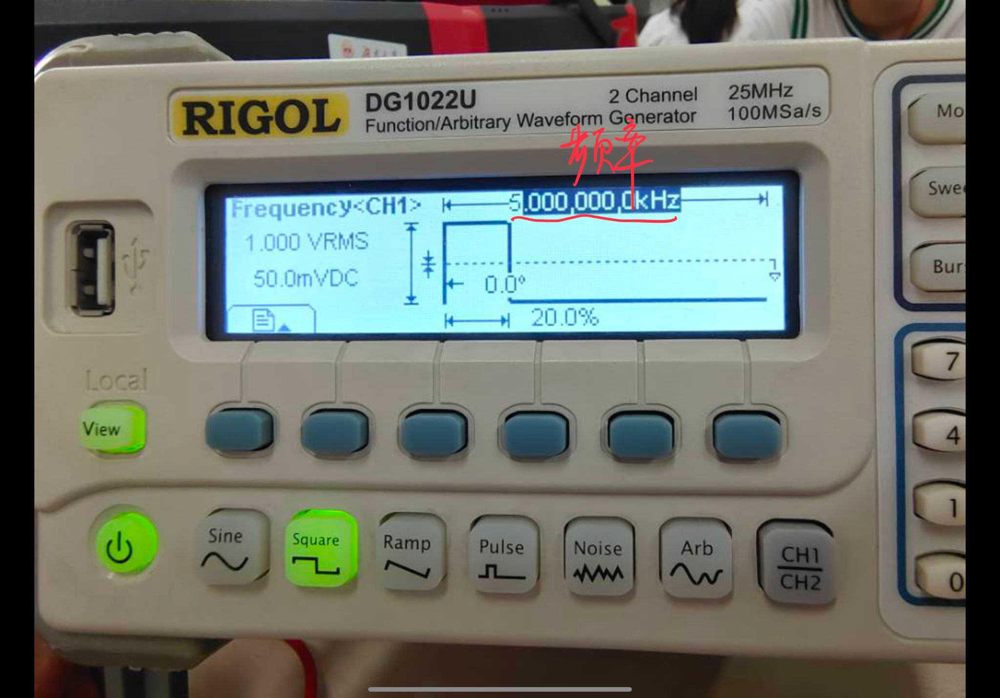 RIGOL
DG1022U
2 Channel
25MHz
Function/Arbitrary Waveform Generator
100MSa/s
频率
Frequency<CH1>
5.000,000,0kHz
1.000 VRMS
50.0mVDC
0.0°
20.0%
Local
View
Sine
Square
Ramp
Pulse
Noise
Arb
CH1
CH2
Mo
Swee
Burs
7
4
1
0